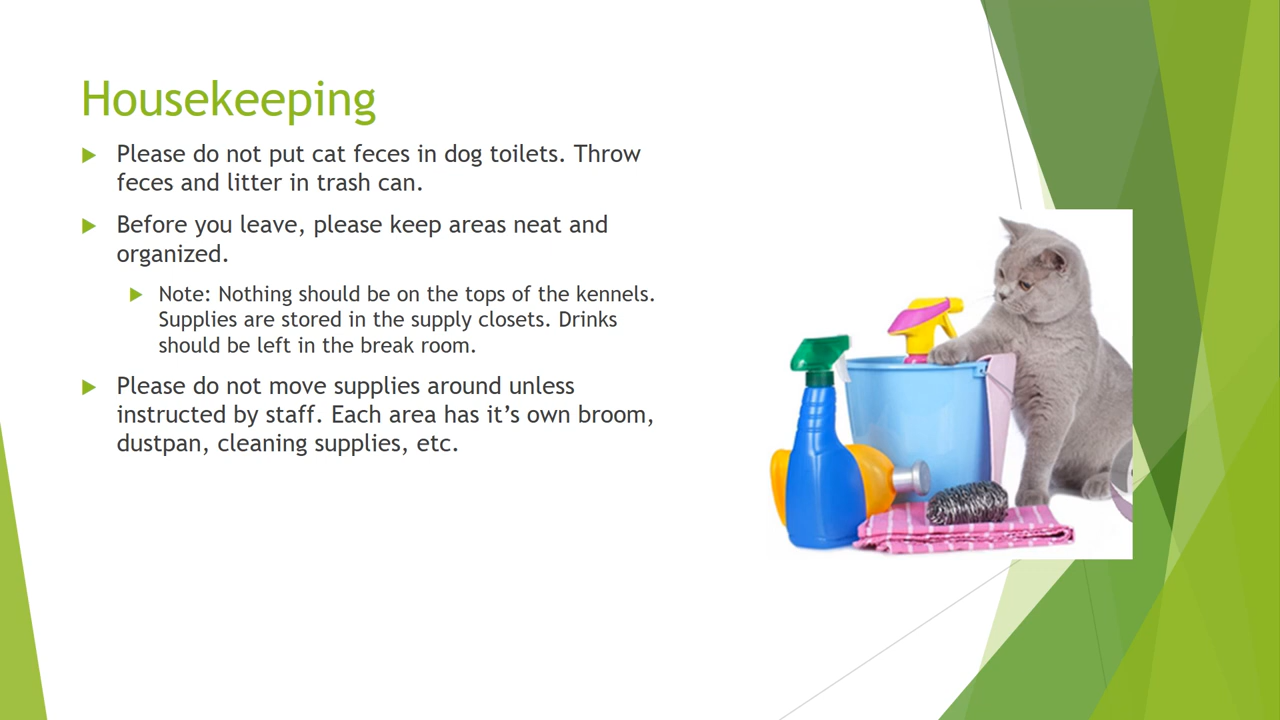 Housekeeping
Please do not put cat feces in dog toilets. Throw
feces and litter in trash can.
Before you leave, please keep areas neat and
organized.
Note: Nothing should be on the tops of the kennels.
Supplies are stored in the supply closets. Drinks
should be left in the break room.
Please do not move supplies around unless
instructed by staff. Each area has it’s own broom,
dustpan, cleaning supplies, etc.